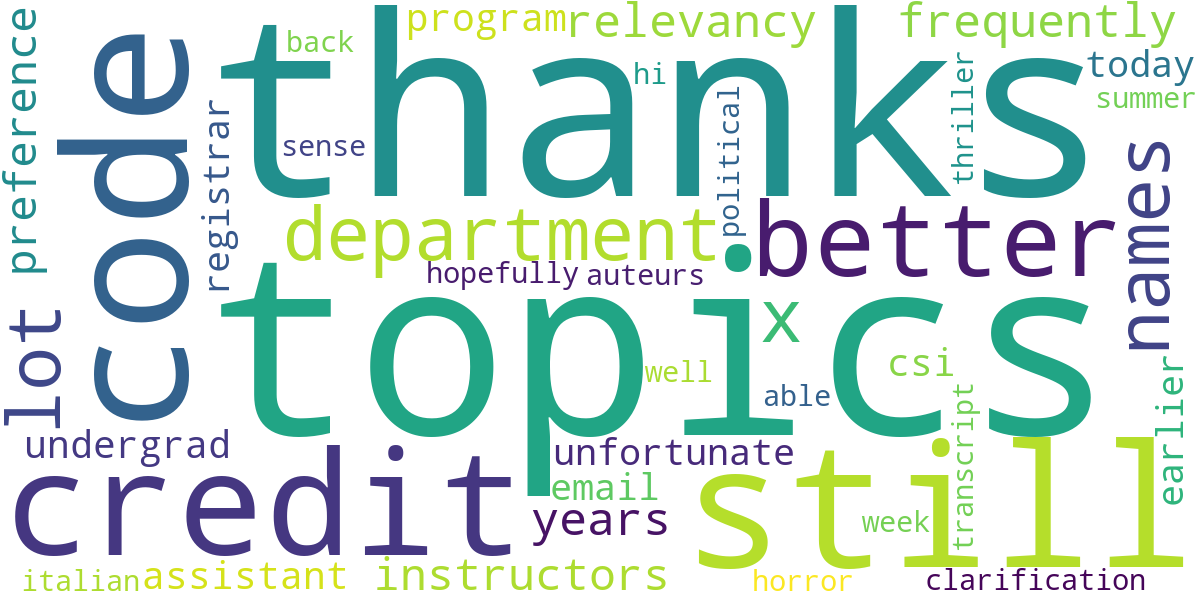 program
relevancy
frequently
preference
code
back
thanks
hi
today
summer
sense
registrar
political
thriller
names
department
better
hopefully
auteurs
topics
x
lot
well
able
csi
earlier
undergrad
credit
unfortunate
still
transcript
email
years
week
italian
assistant
instructors
horror
clarification